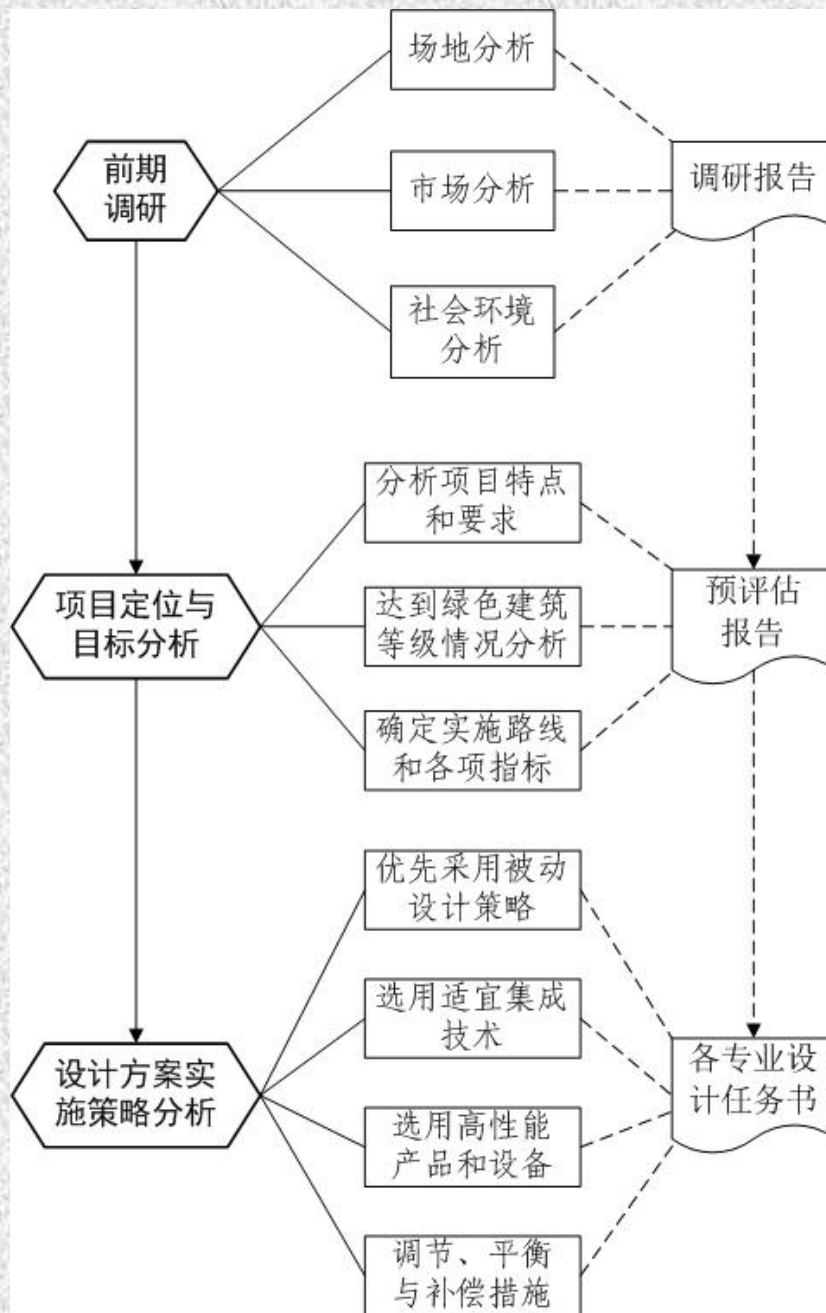 场地分析
前期
调研
市场分析
调研报告
社会环境
分析
分析项目特点
和要求
项目定位与
目标分析
达到绿色建筑
等级情况分析
预评估
报告
确定实施路线
和各项指标
优先采用被动
设计策略
选用适宜集成
技术
设计方案实
施策略分析
各专业设
计任务书
选用高性能
产品和设备
调节、平衡
与补偿措施